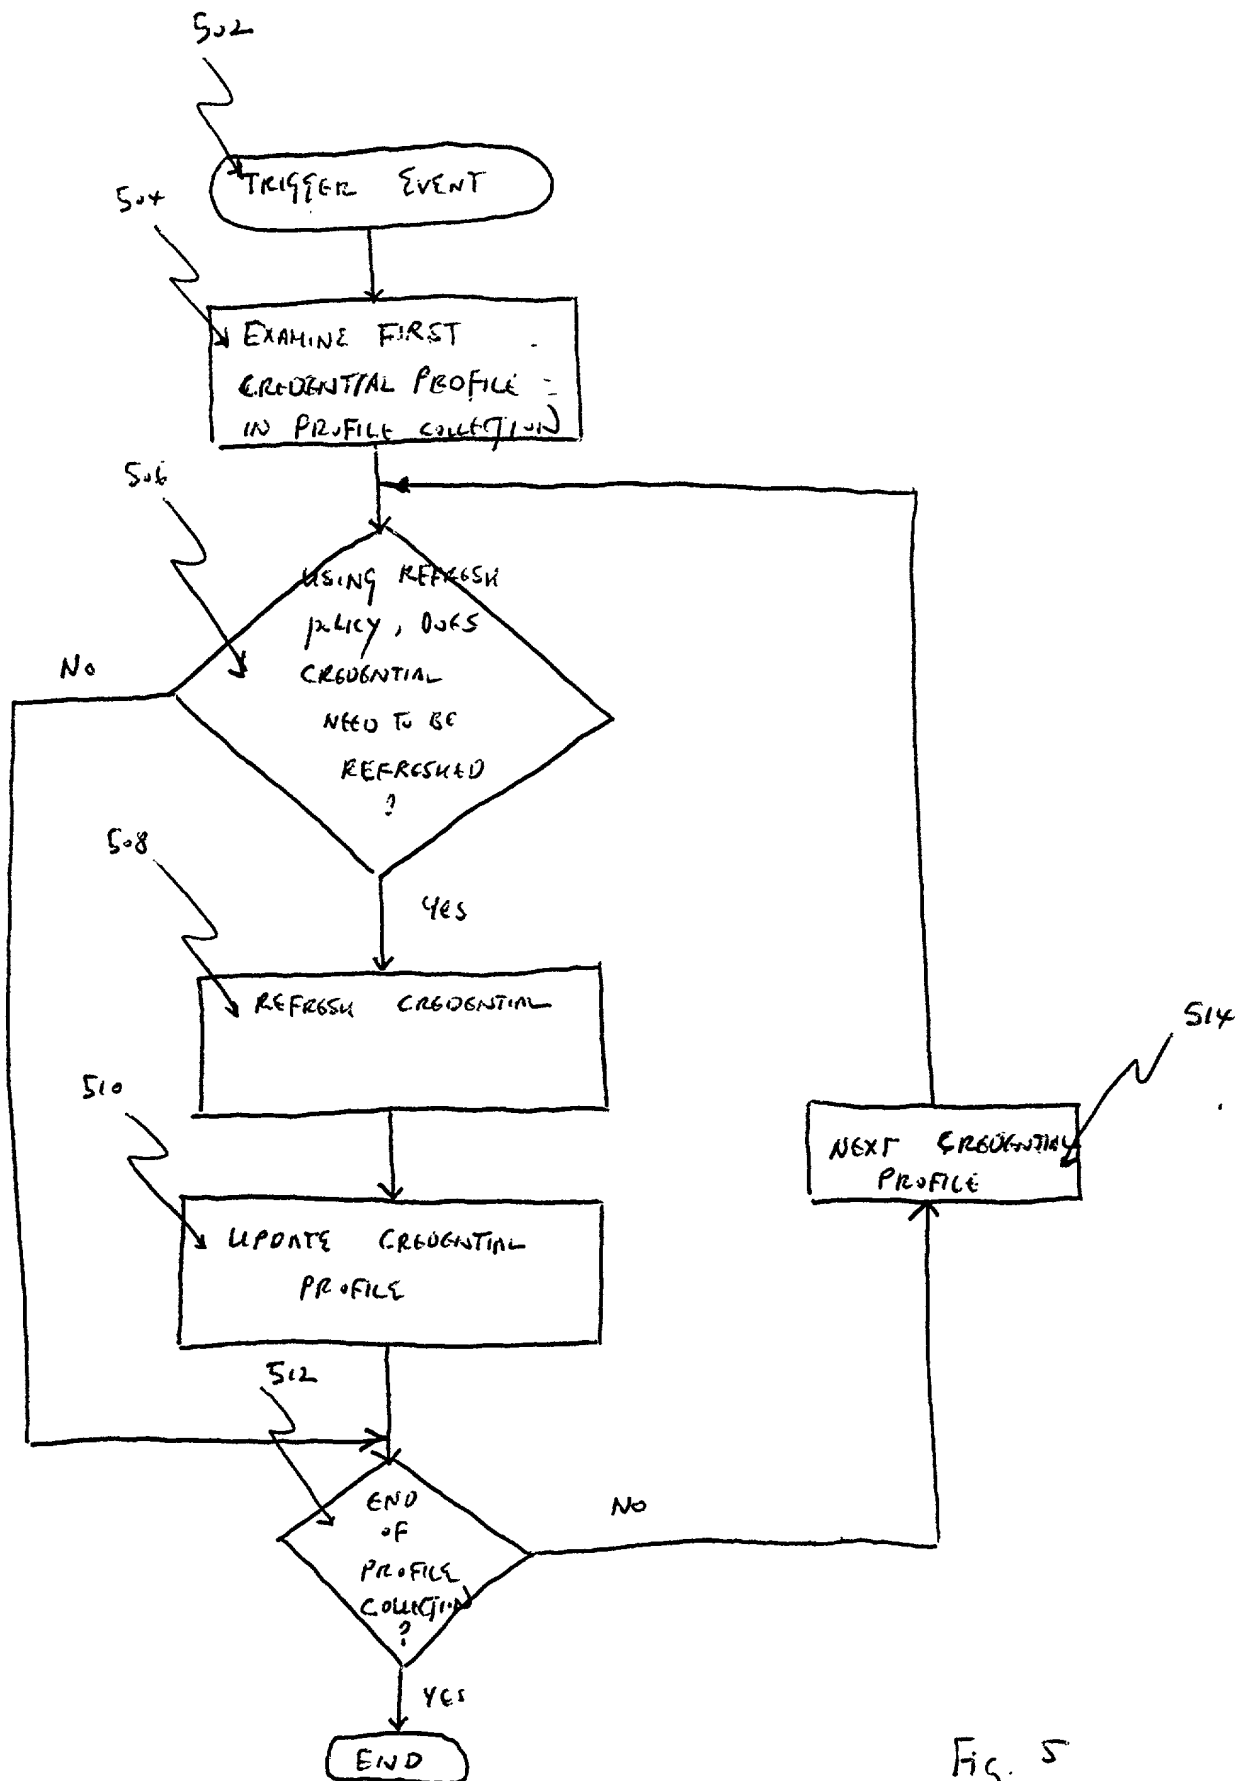 502
TRIGGER EVENT
504
EXAMINE FIRST
CREDENTIAL PROFILE
IN PROFILE COLLECTION
506
USING REFRESH
POLICY, DOES
CREDENTIAL
NEED TO BE
REFRESHED
?
No
YES
508
REFRESH CREDENTIAL
510
UPDATE CREDENTIAL
PROFILE
512
END
OF
PROFILE
COLLECTION
?
NO
514
NEXT CREDENTIAL
PROFILE
YES
END
Fig. 5